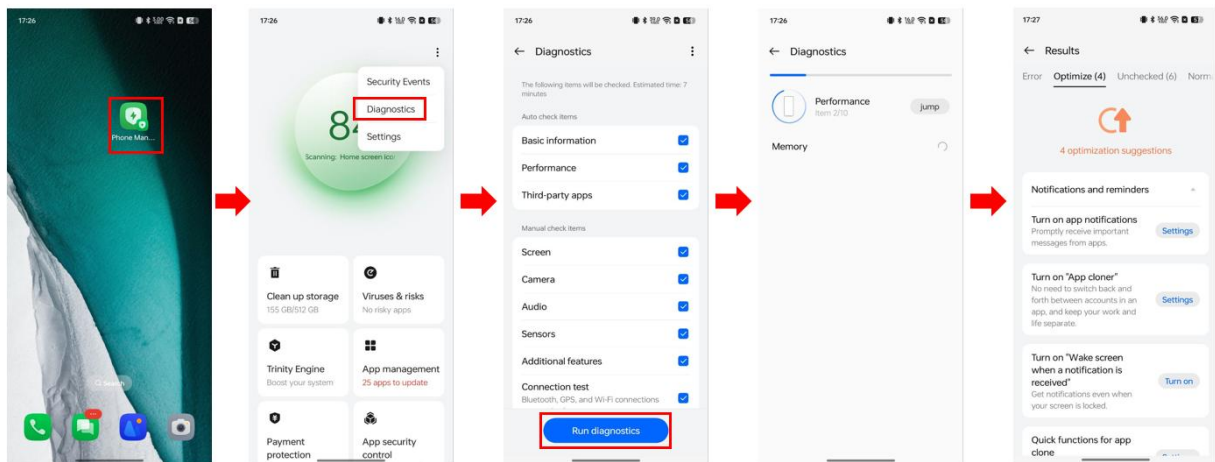 17:26
Phone Man...
Search
17:26
Security Events
Diagnostics
Settings
84
Scanning: Home screen ico
Clean up storage
155 GB/512 GB
Viruses & risks
No risky apps
Trinity Engine
Boost your system
App management
25 apps to update
Payment
protection
App security
control
17:26
Diagnostics
The following items will be checked. Estimated time: 7
minutes
Auto check items
Basic information
Performance
Third-party apps
Manual check items
Screen
Camera
Audio
Sensors
Additional features
Connection test
Bluetooth, GPS, and Wi-Fi connections
Run diagnostics
17:26
Diagnostics
Performance
Item 2/10
jump
Memory
17:27
Results
Error Optimize (4) Unchecked (6) Norm
4 optimization suggestions
Notifications and reminders
Turn on app notifications
Promptly receive important
messages from apps.
Settings
Turn on "App cloner"
No need to switch back and
forth between accounts in an
app, and keep your work and
life separate.
Settings
Turn on "Wake screen
when a notification is
received"
Get notifications even when
your screen is locked.
Turn on
Quick functions for app
clone